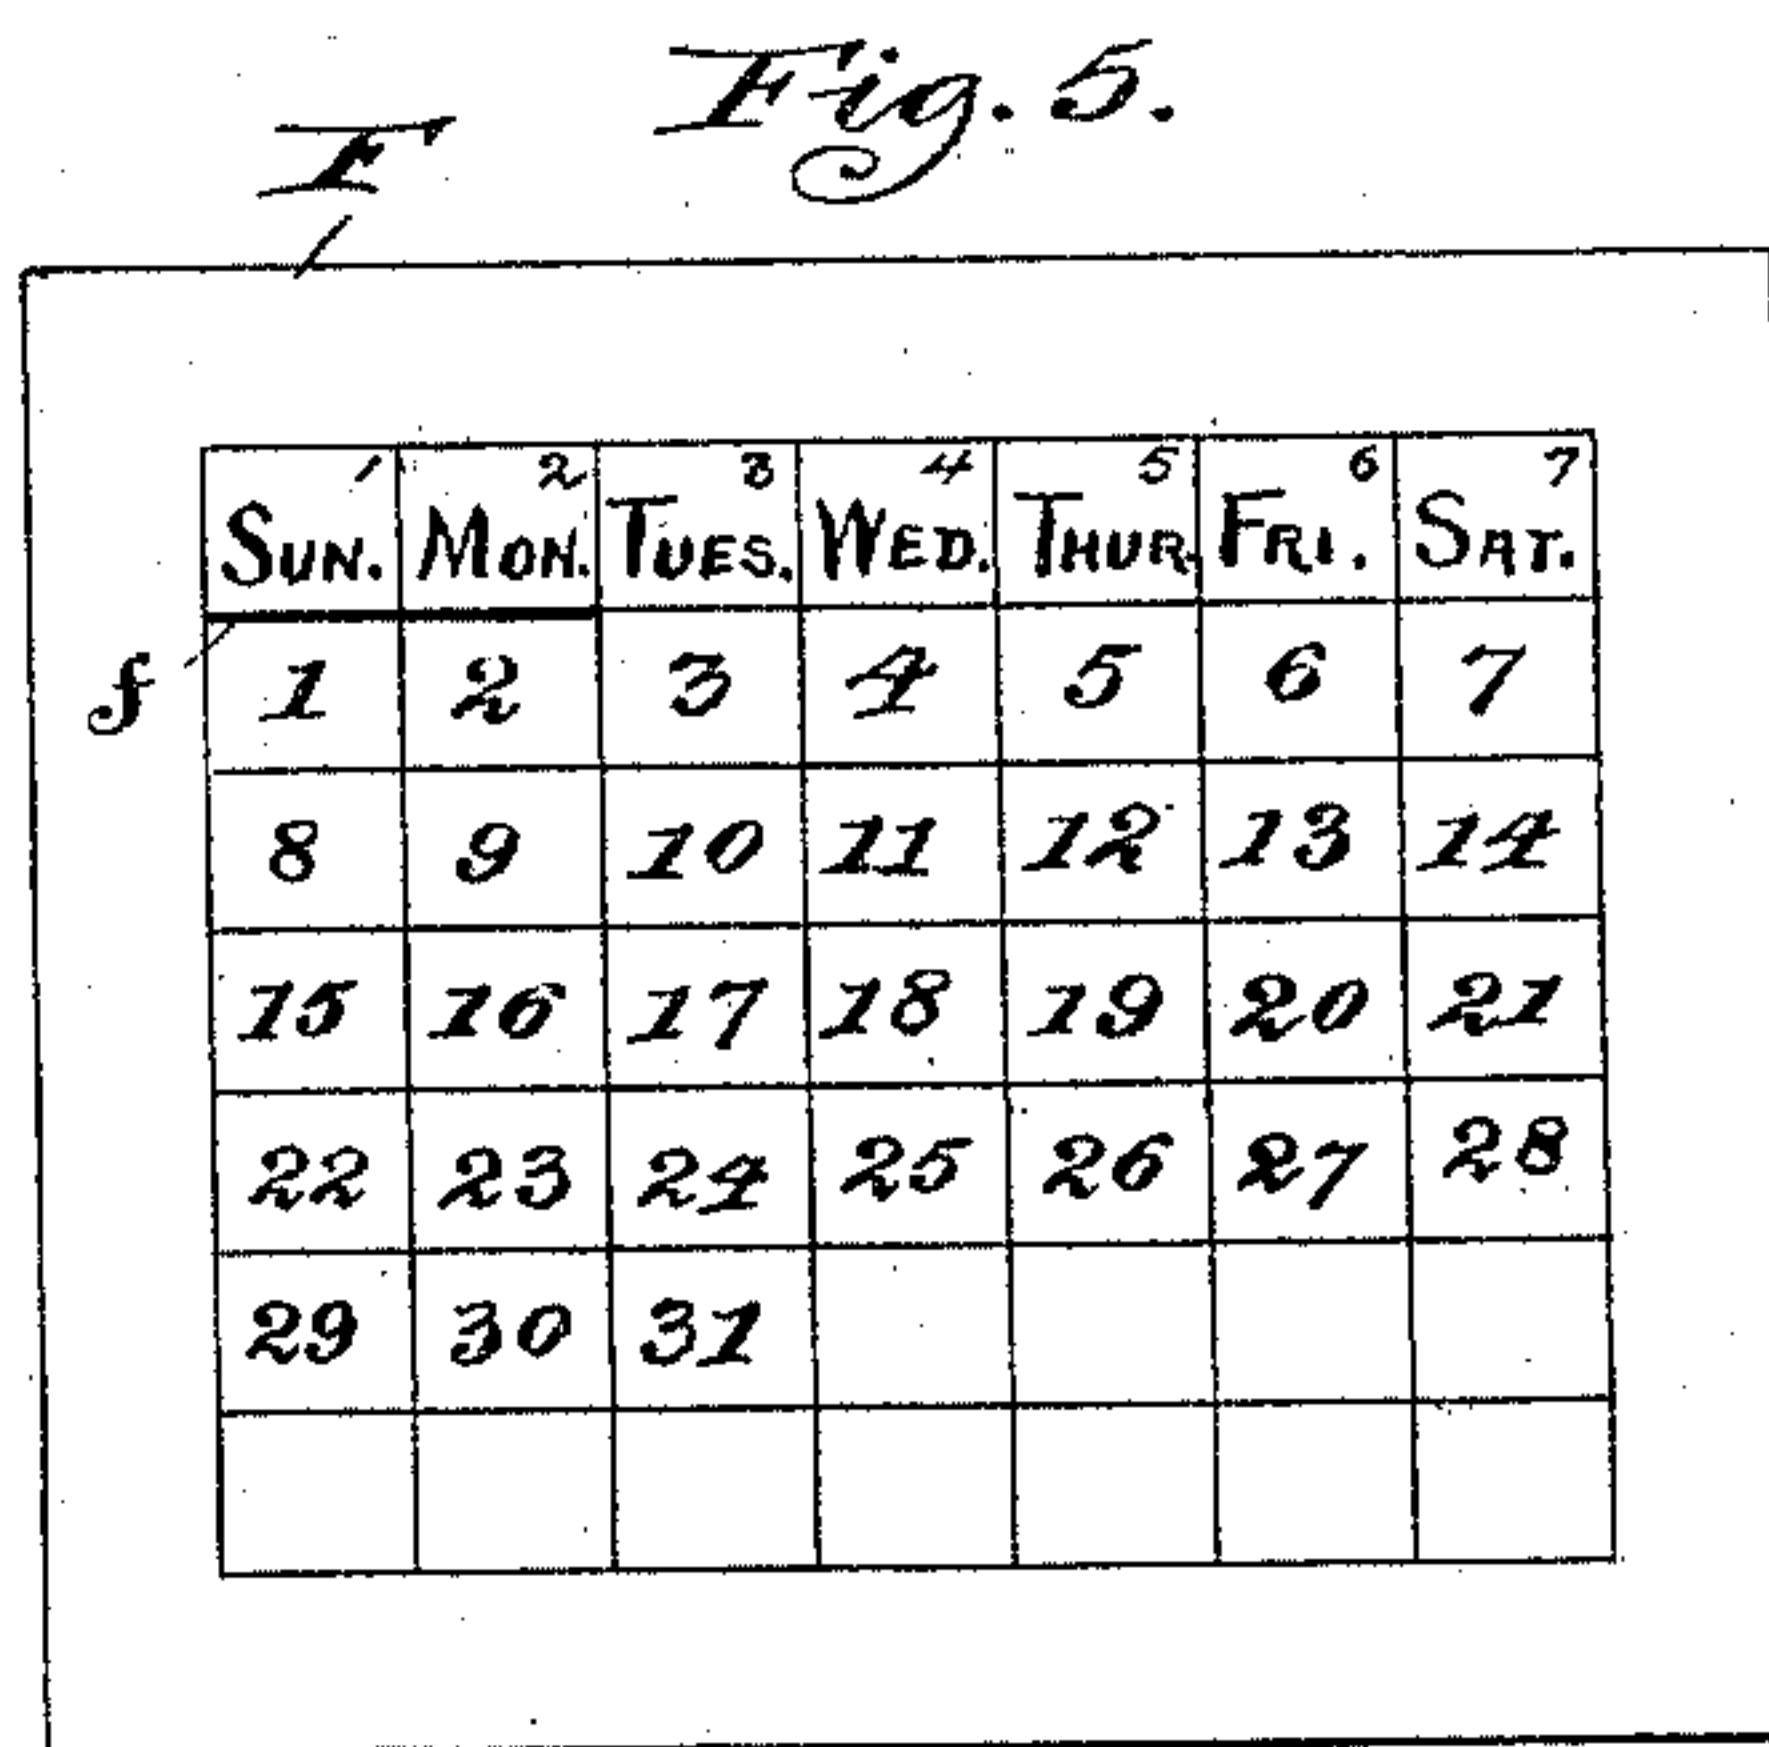 Fig. 5.
F
1 2 3 4 5 6 7
SUN. MON. TUES. WED. THUR. FRI. SAT.
f
1 2 3 4 5 6 7
8 9 10 11 12 13 14
15 16 17 18 19 20 21
22 23 24 25 26 27 28
29 30 31